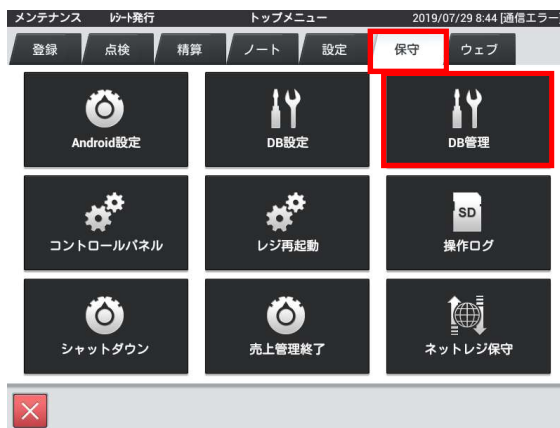 メンテナンス ﾚｼｰﾄ発行 トップメニュー 2019/07/29 8:44 [通信エラー]
登録 点検 精算 ノート 設定 保守 ウェブ
Android設定 DB設定 DB管理
SD
コントロールパネル レジ再起動 操作ログ
シャットダウン 売上管理終了 ネットレジ保守